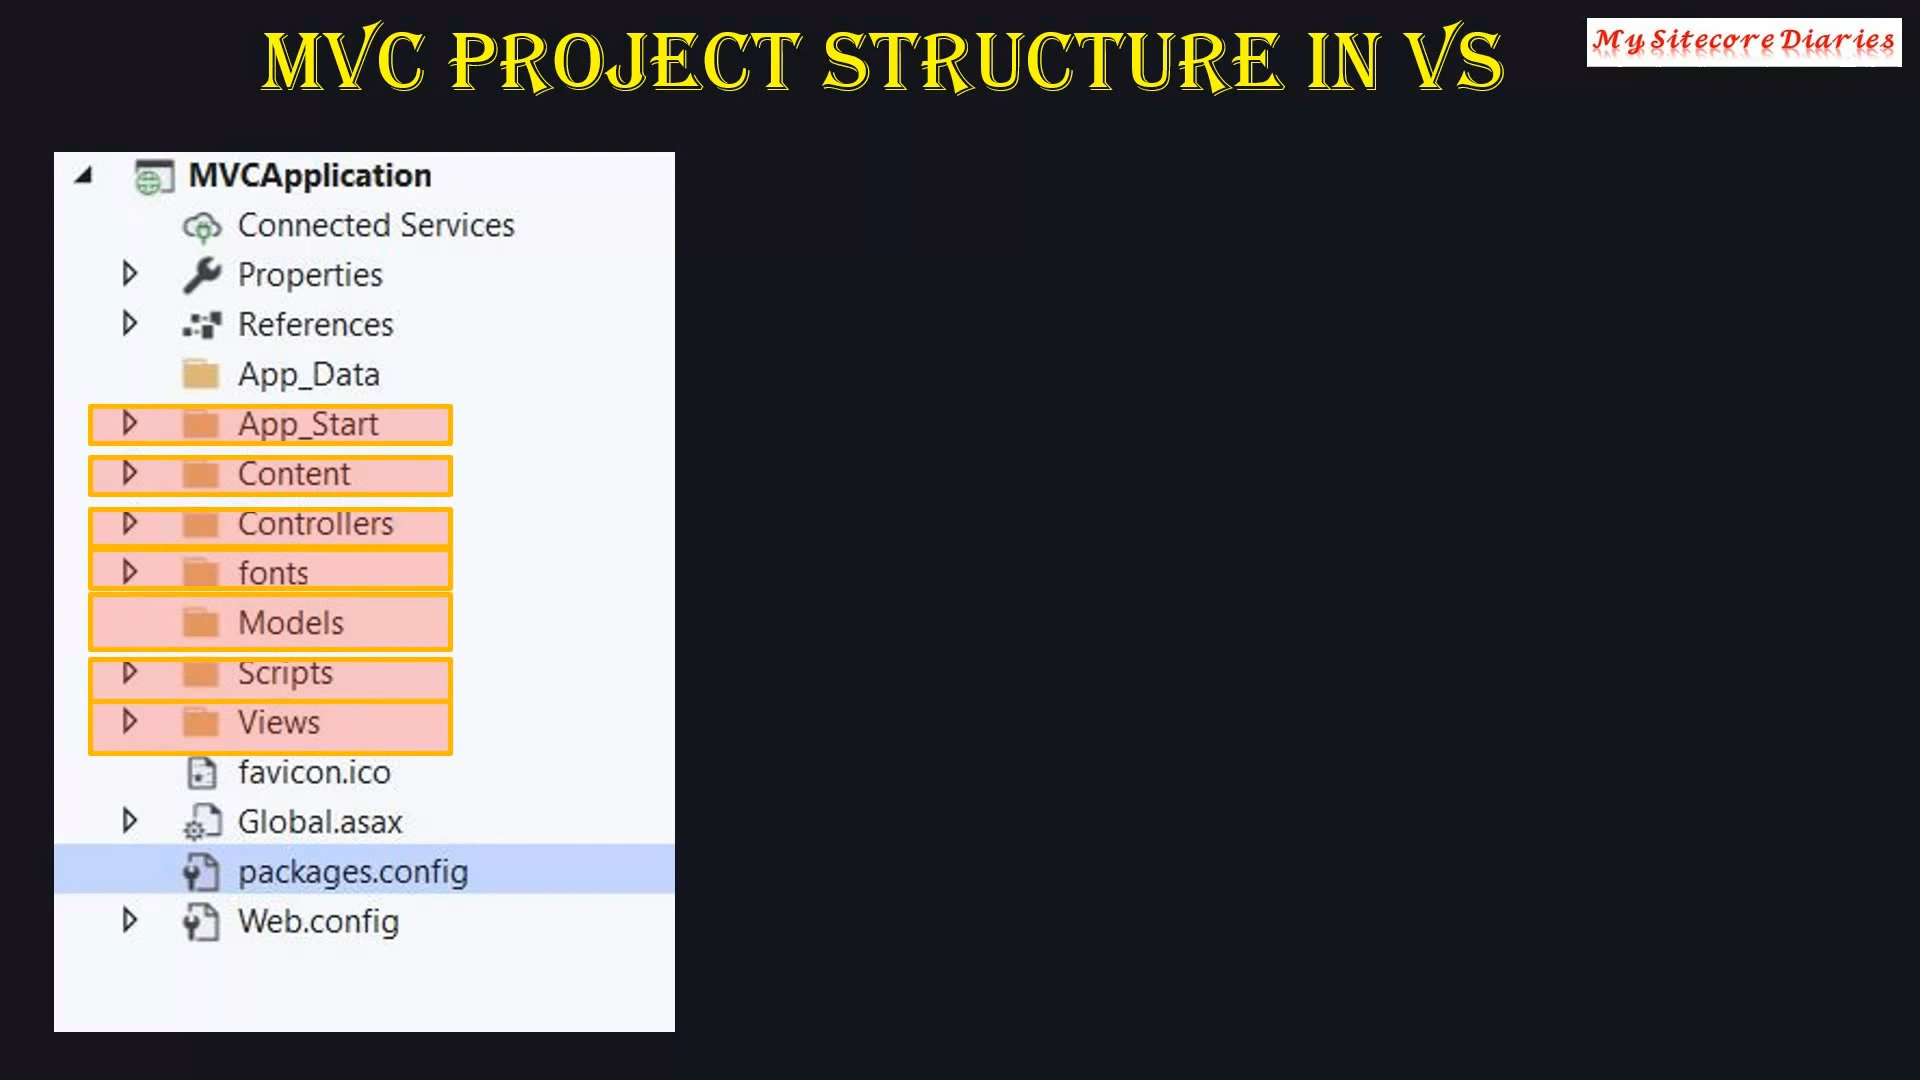 MVC PROJECT STRUCTURE IN VS
My Sitecore Diaries
MVCApplication
Connected Services
Properties
References
App_Data
App_Start
Content
Controllers
fonts
Models
Scripts
Views
favicon.ico
Global.asax
packages.config
Web.config